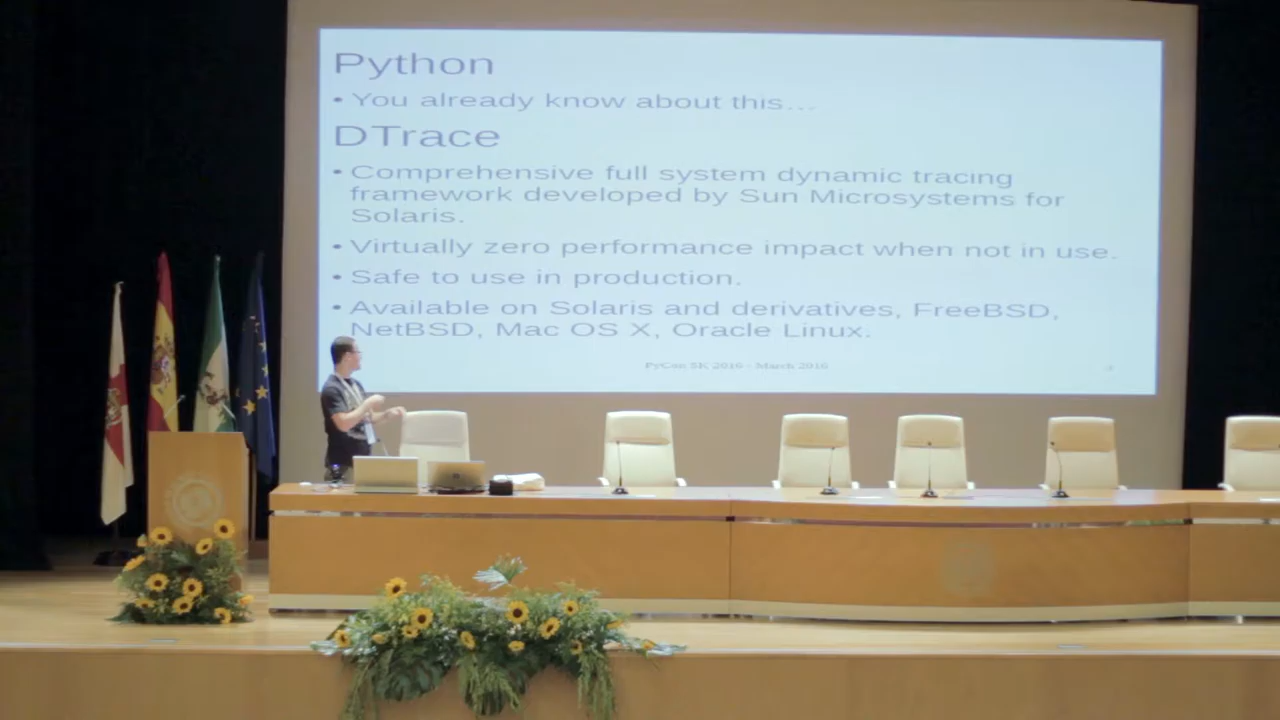 Python
• You already know about this...
DTrace
• Comprehensive full system dynamic tracing
framework developed by Sun Microsystems for
Solaris.
• Virtually zero performance impact when not in use.
• Safe to use in production.
• Available on Solaris and derivatives, FreeBSD,
NetBSD, Mac OS X, Oracle Linux.
PyCon SK 2016 - March 2016